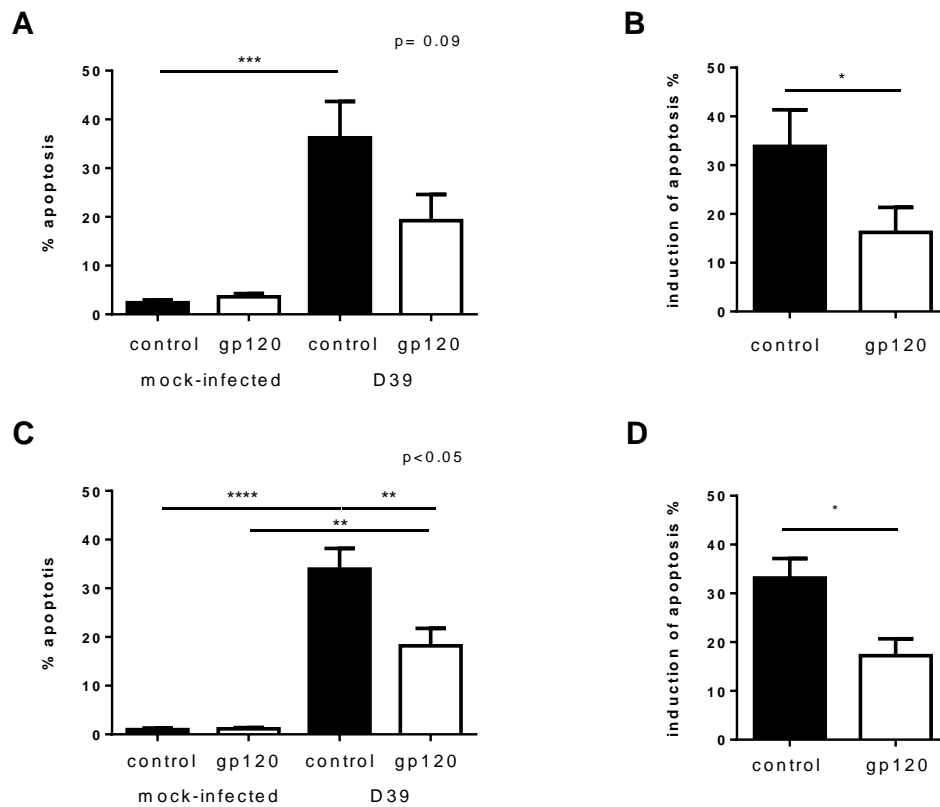 A
p= 0.09
***
% apoptosis
50
40
30
20
10
0
control gp120 control gp120
mock-infected D39
B
*
induction of apoptosis %
50
40
30
20
10
0
control gp120
C
p<0.05
**** **
**
% apoptotis
50
40
30
20
10
0
control gp120 control gp120
mock-infected D39
D
*
induction of apoptosis %
50
40
30
20
10
0
control gp120